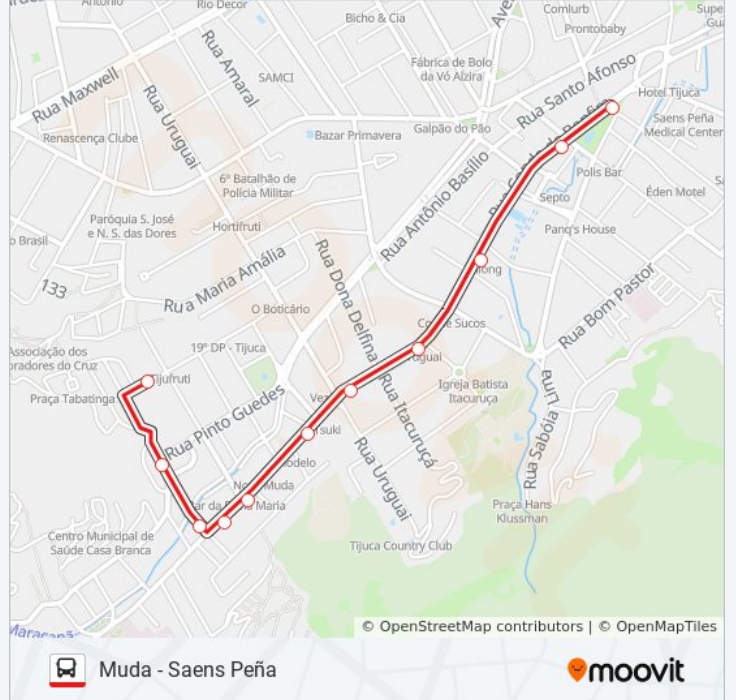 Antônio
Rio Decor
Bicho & Cia
Comlurb
Prontobaby
Rua Amaral
Fábrica de Bolo
da Vó Alzira
SAMCI
Rua Maxwell
Rua Santo Afonso
Hotel Tijuca
Rua Uruguai
Renascença Clube
Bazar Primavera
Galpão do Pão
Saens Peña
Medical Center
6º Batalhão de
Polícia Militar
Rua Antônio Basílio
Polis Bar
Éden Motel
Septo
Paróquia S. José
e N. S. das Dores
Hortifruti
Panq's House
o Brasil
Rua Maria Amália
Rua Dona Delfina
133
O Boticário
Rua Bom Pastor
19ª DP - Tijuca
Associação dos
oradores do Cruz
Tijufruti
Praça Tabatinga
Igreja Batista
Itacuruçá
Rua Itacuruçá
Rua Pinto Guedes
Rua Sabóia Lima
Rua Uruguai
Centro Municipal de
Saúde Casa Branca
Praça Hans
Klussman
Tijuca Country Club
Maracanã
© OpenStreetMap contributors | © OpenMapTiles
Muda - Saens Peña
moovit